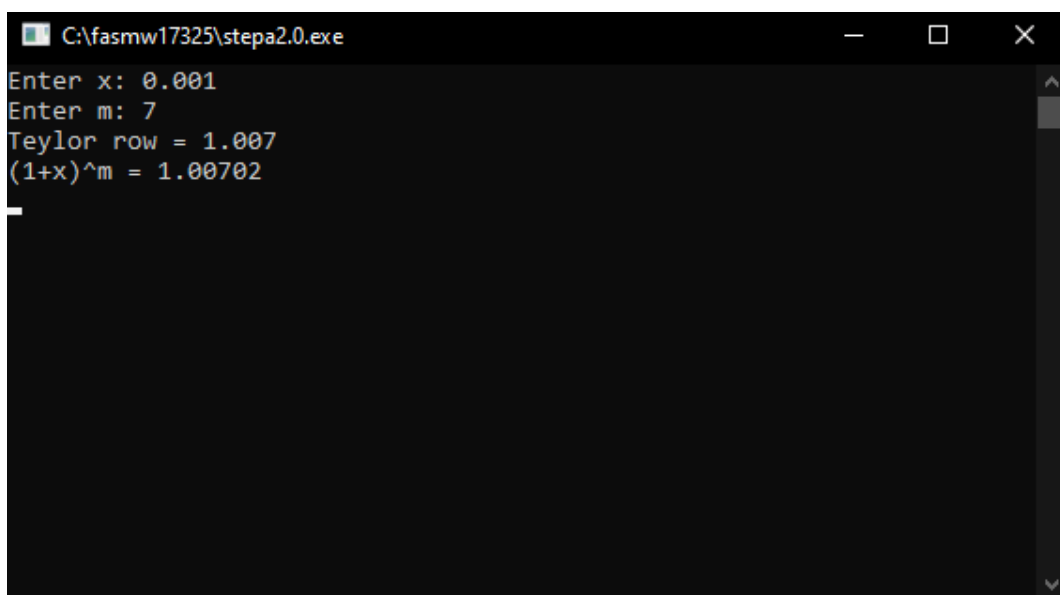 C:\fasmw17325\stepa2.0.exe
Enter x: 0.001
Enter m: 7
Teylor row = 1.007
(1+x)^m = 1.00702